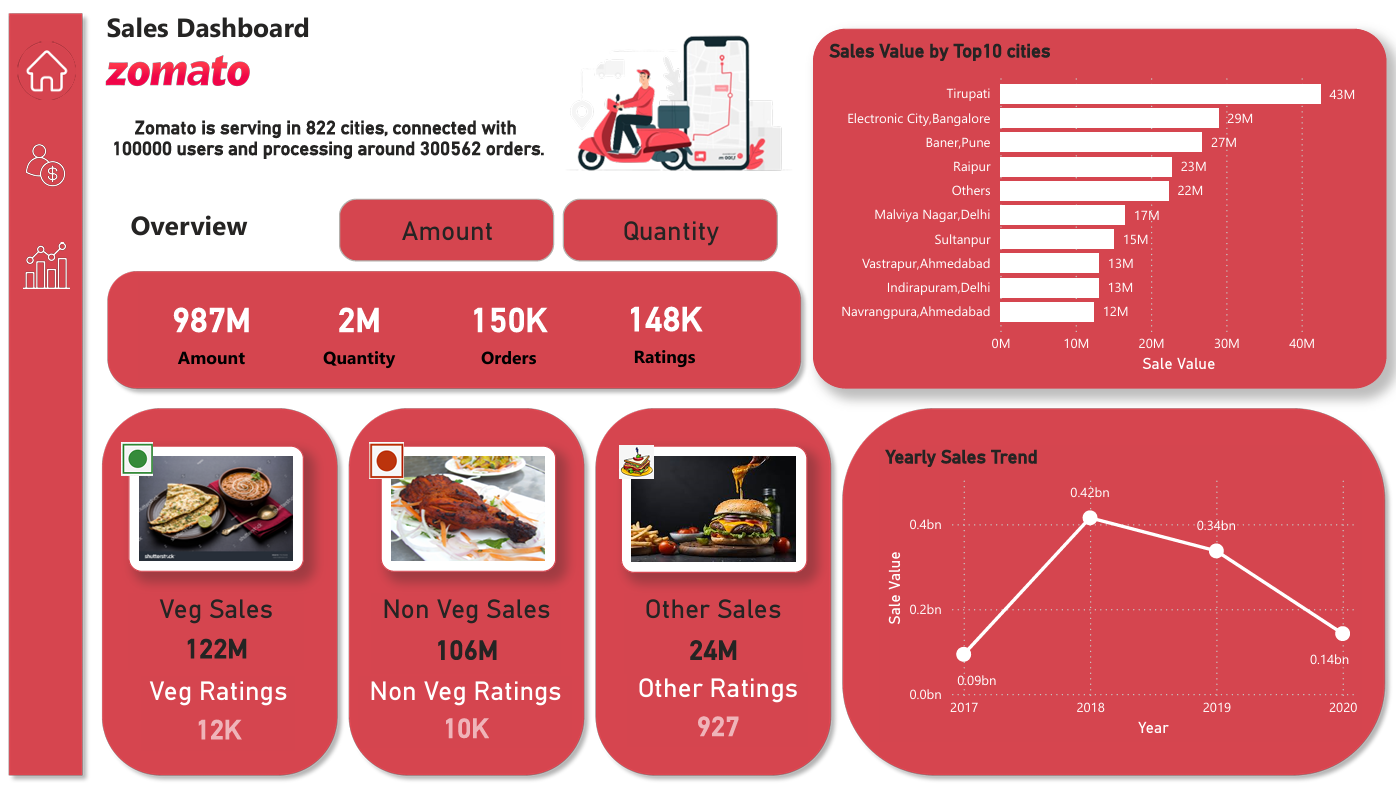 Sales Dashboard
zomato
Zomato is serving in 822 cities, connected with
100000 users and processing around 300562 orders.
Overview
Amount
Quantity
987M
2M
150K
148K
Amount
Quantity
Orders
Ratings
Sales Value by Top10 cities
Tirupati
43M
Electronic City,Bangalore
29M
Baner,Pune
27M
Raipur
23M
Others
22M
Malviya Nagar,Delhi
17M
Sultanpur
15M
Vastrapur,Ahmedabad
13M
Indirapuram,Delhi
13M
Navrangpura,Ahmedabad
12M
0M
10M
20M
30M
40M
Sale Value
shutterstock
Veg Sales
122M
Veg Ratings
12K
Non Veg Sales
106M
Non Veg Ratings
10K
Other Sales
24M
Other Ratings
927
Yearly Sales Trend
0.42bn
0.34bn
0.4bn
0.2bn
0.0bn
Sale Value
0.09bn
0.14bn
2017
2018
2019
2020
Year